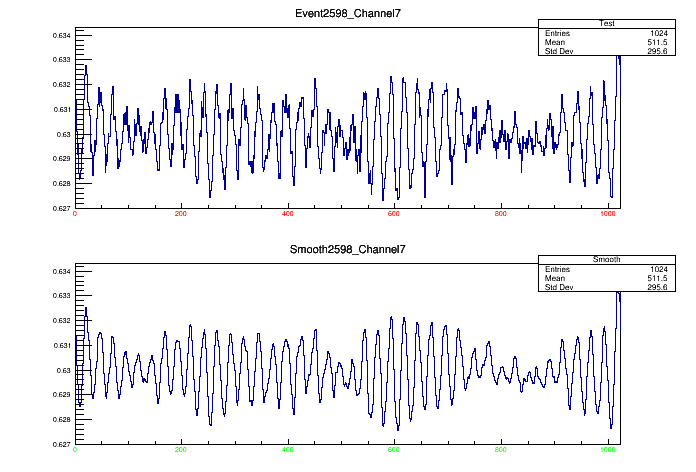 Event2598_Channel7
Test
Entries 1024
Mean 511.5
Std Dev 295.6
0.634
0.633
0.632
0.631
0.63
0.629
0.628
0.627
0 200 400 600 800 1000
Smooth2598_Channel7
Smooth
Entries 1024
Mean 511.5
Std Dev 295.6
0.634
0.633
0.632
0.631
0.63
0.629
0.628
0.627
0 200 400 600 800 1000